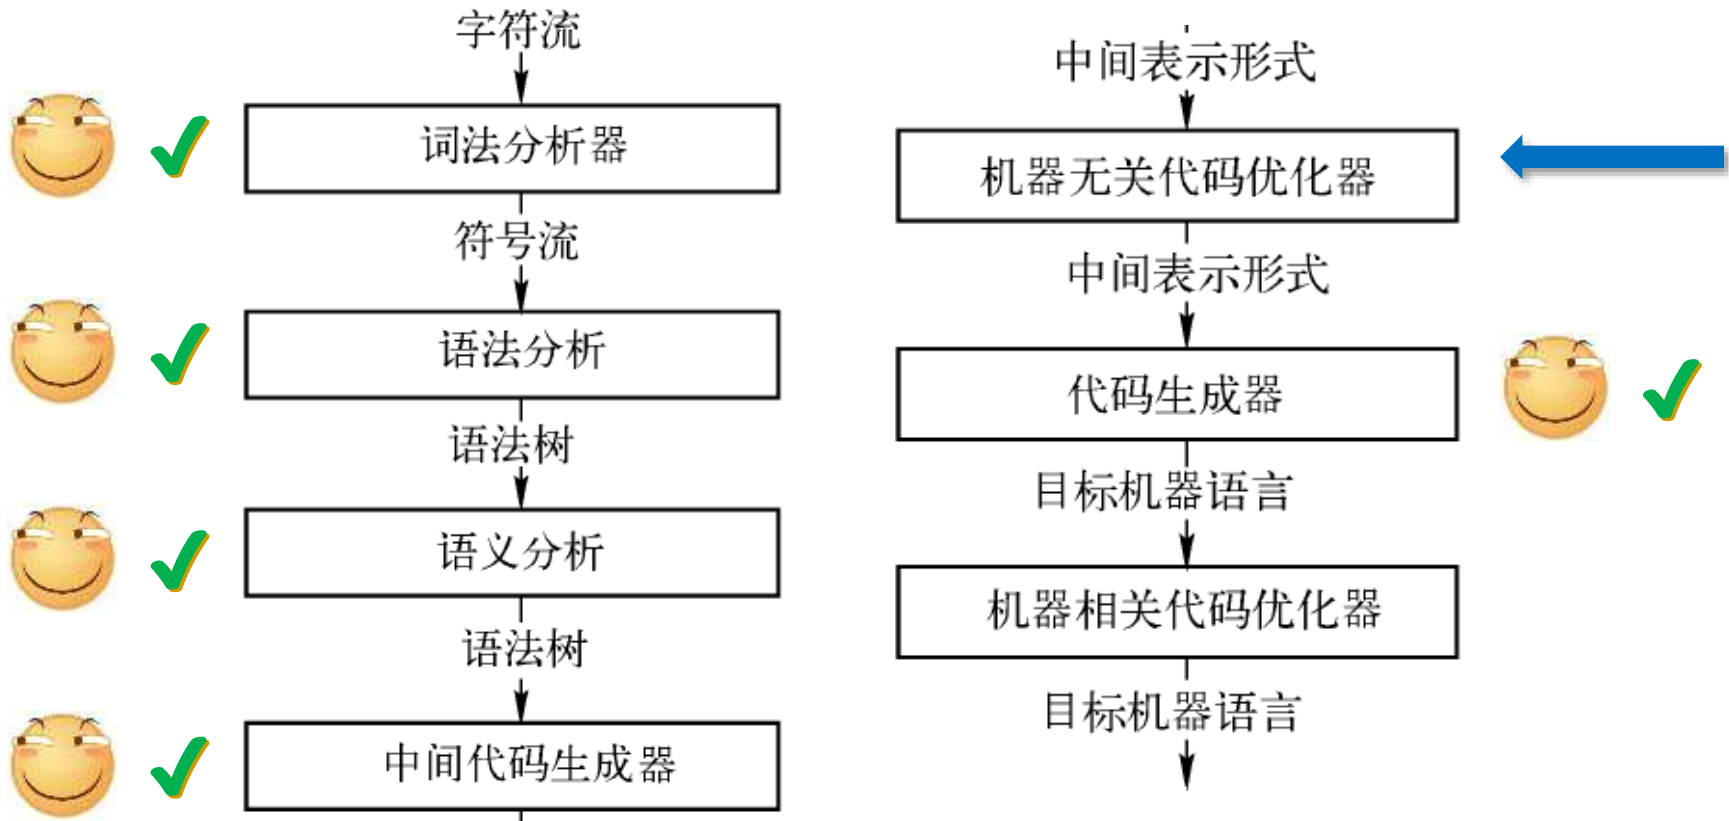 字符流
词法分析器
符号流
语法分析
语法树
语义分析
语法树
中间代码生成器
中间表示形式
机器无关代码优化器
中间表示形式
代码生成器
目标机器语言
机器相关代码优化器
目标机器语言